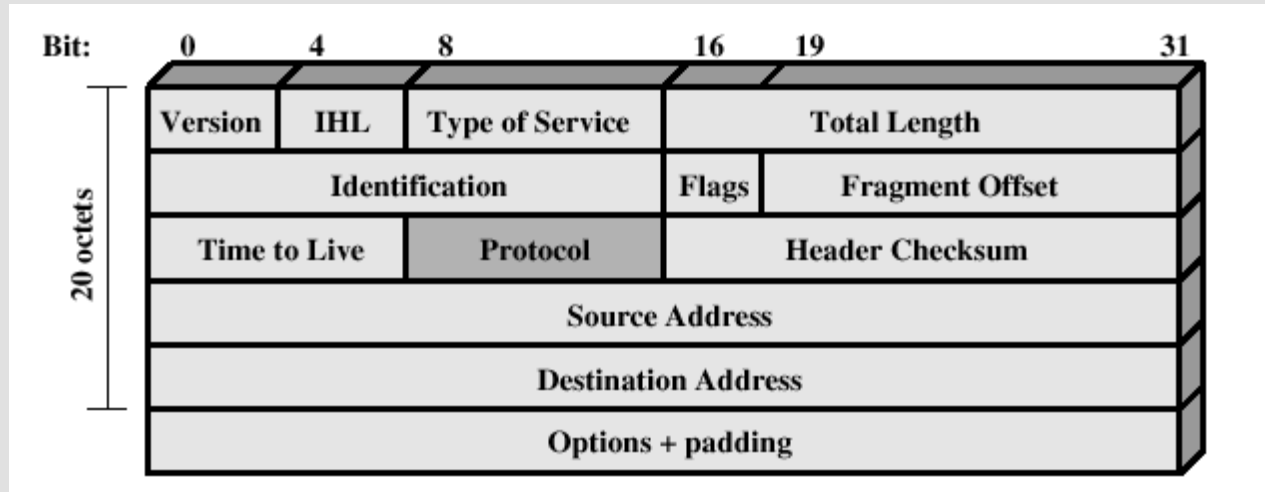 Bit: 0 4 8 16 19 31
Version IHL Type of Service Total Length
Identification Flags Fragment Offset
Time to Live Protocol Header Checksum
Source Address
Destination Address
Options + padding
20 octets